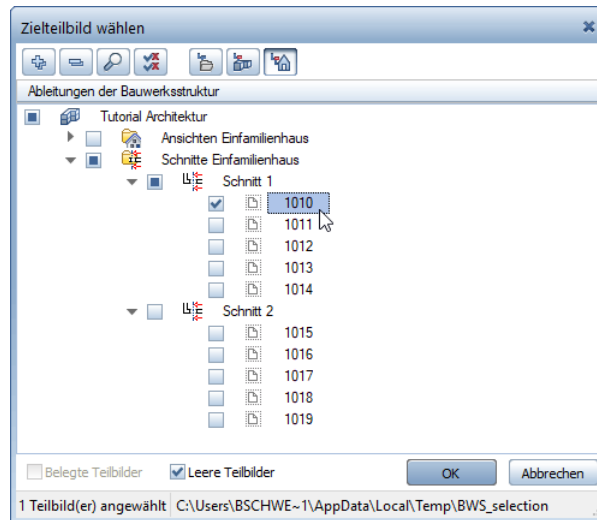 Zielteilbild wählen
Ableitungen der Bauwerksstruktur
Tutorial Architektur
Ansichten Einfamilienhaus
Schnitte Einfamilienhaus
Schnitt 1
1010
1011
1012
1013
1014
Schnitt 2
1015
1016
1017
1018
1019
Belegte Teilbilder Leere Teilbilder OK Abbrechen
1 Teilbild(er) angewählt C:\Users\BSCHWE~1\AppData\Local\Temp\BWS_selection